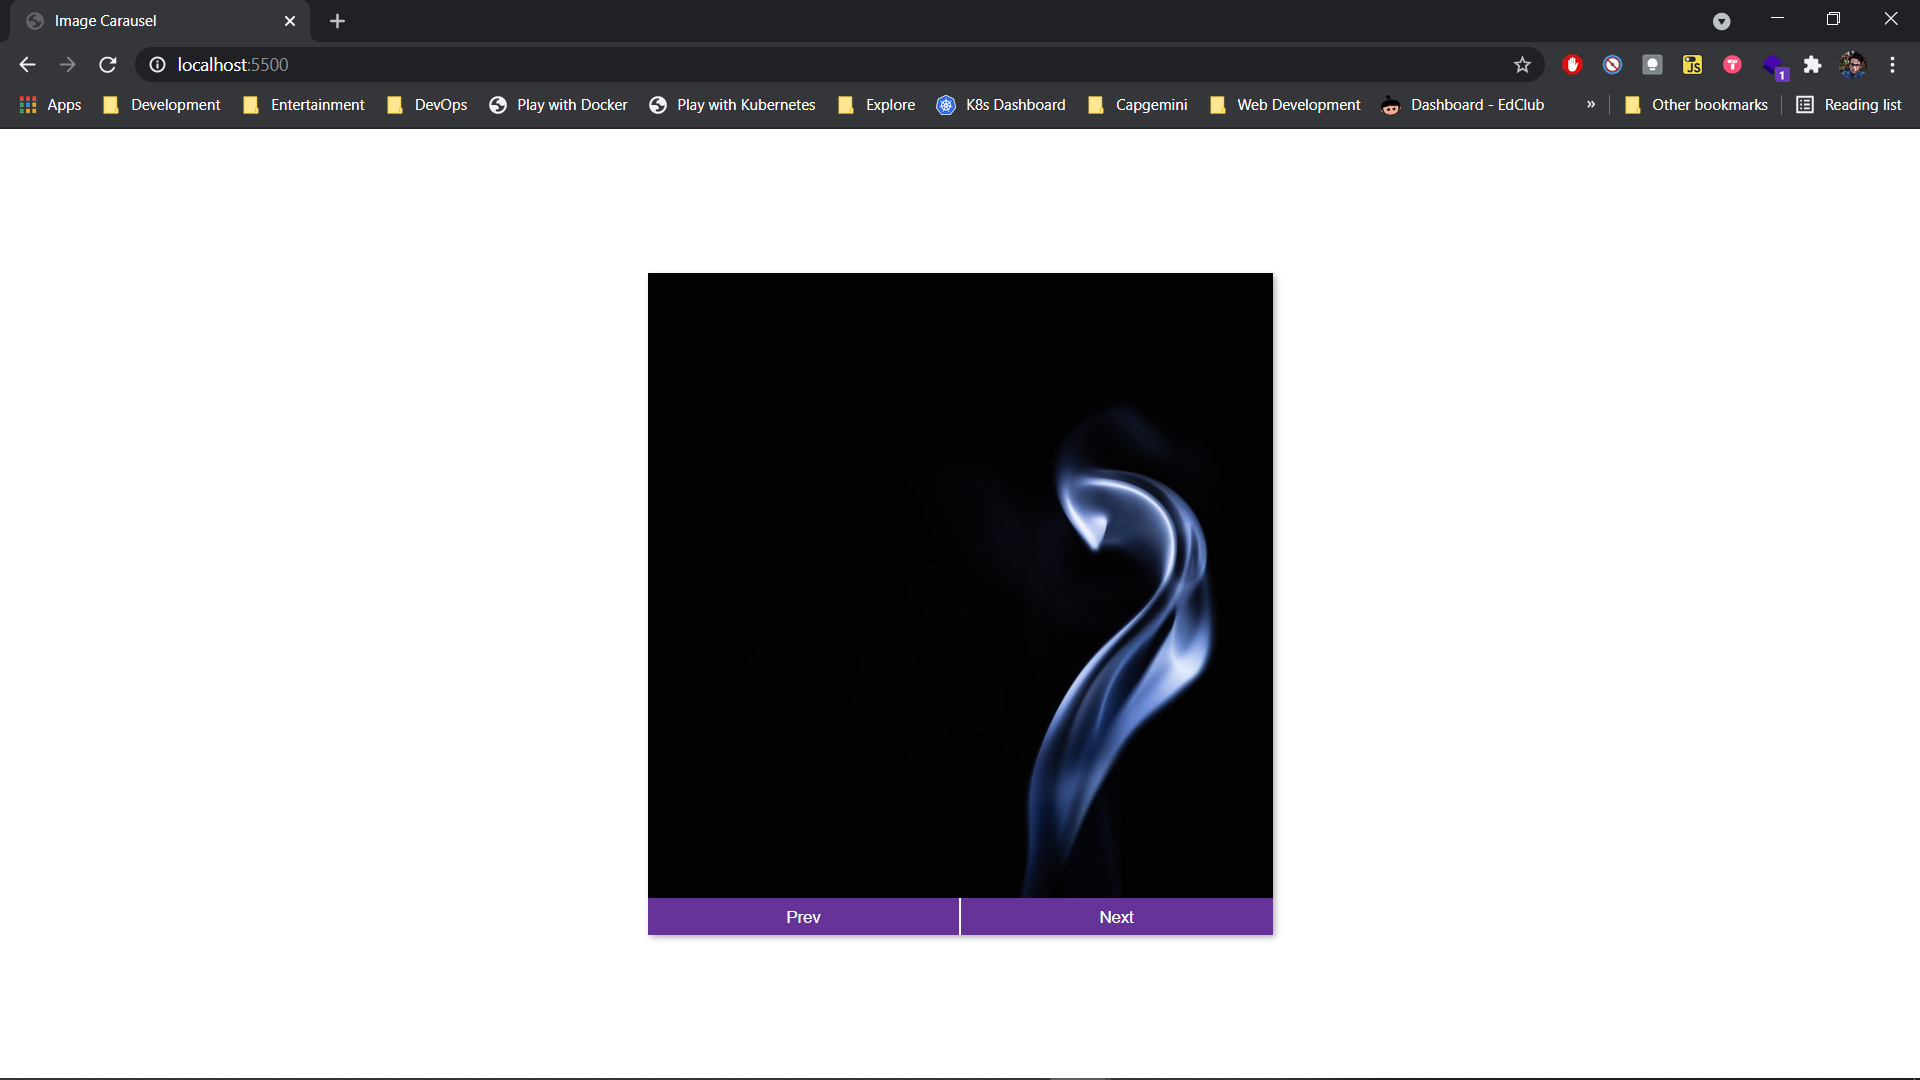 Image Carausel
localhost:5500
Apps Development Entertainment DevOps Play with Docker Play with Kubernetes Explore K8s Dashboard Capgemini Web Development Dashboard - EdClub » Other bookmarks Reading list
JS
1
Prev Next